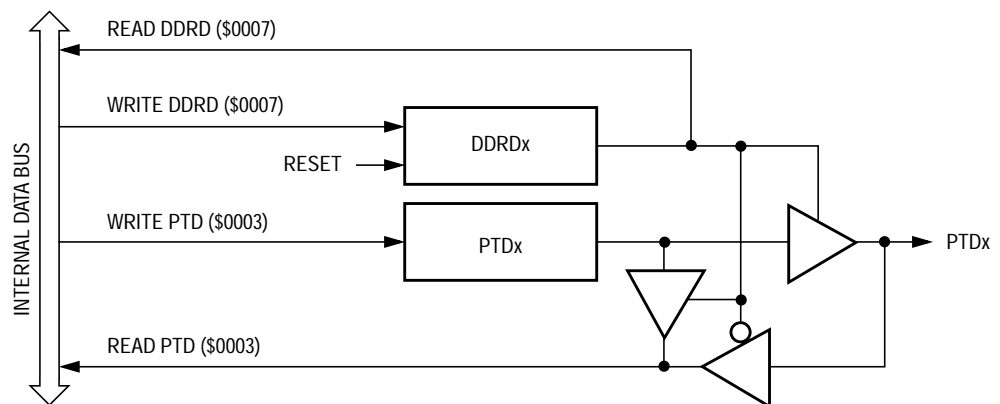 READ DDRD ($0007)
WRITE DDRD ($0007)
DDRDx
RESET
INTERNAL DATA BUS
WRITE PTD ($0003)
PTDx
PTDx
READ PTD ($0003)